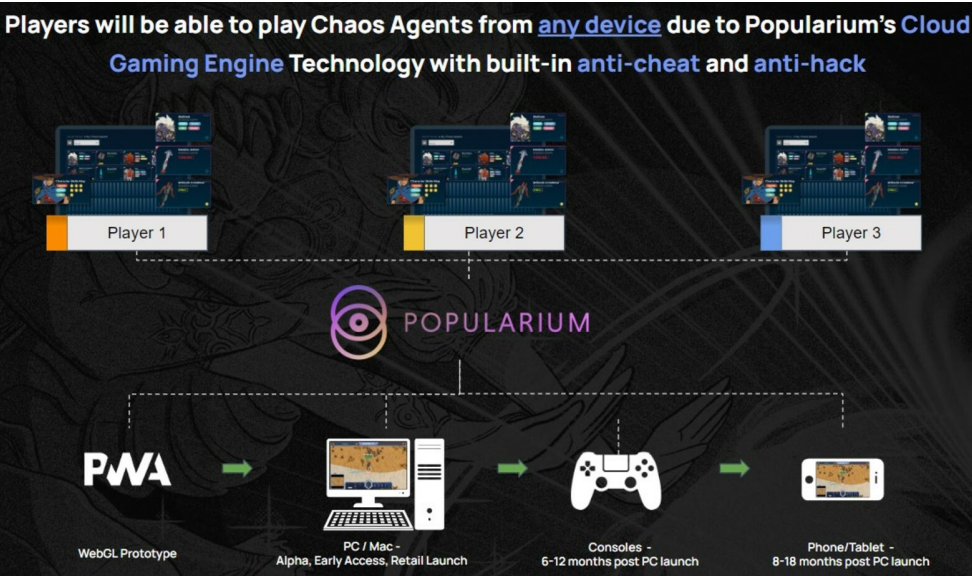 Players will be able to play Chaos Agents from any device due to Popularium's Cloud
Gaming Engine Technology with built-in anti-cheat and anti-hack
Player 1
Player 2
Player 3
POPULARIUM
PWA
WebGL Prototype
PC / Mac -
Alpha, Early Access, Retail Launch
Consoles -
6-12 months post PC launch
Phone/Tablet -
8-18 months post PC launch